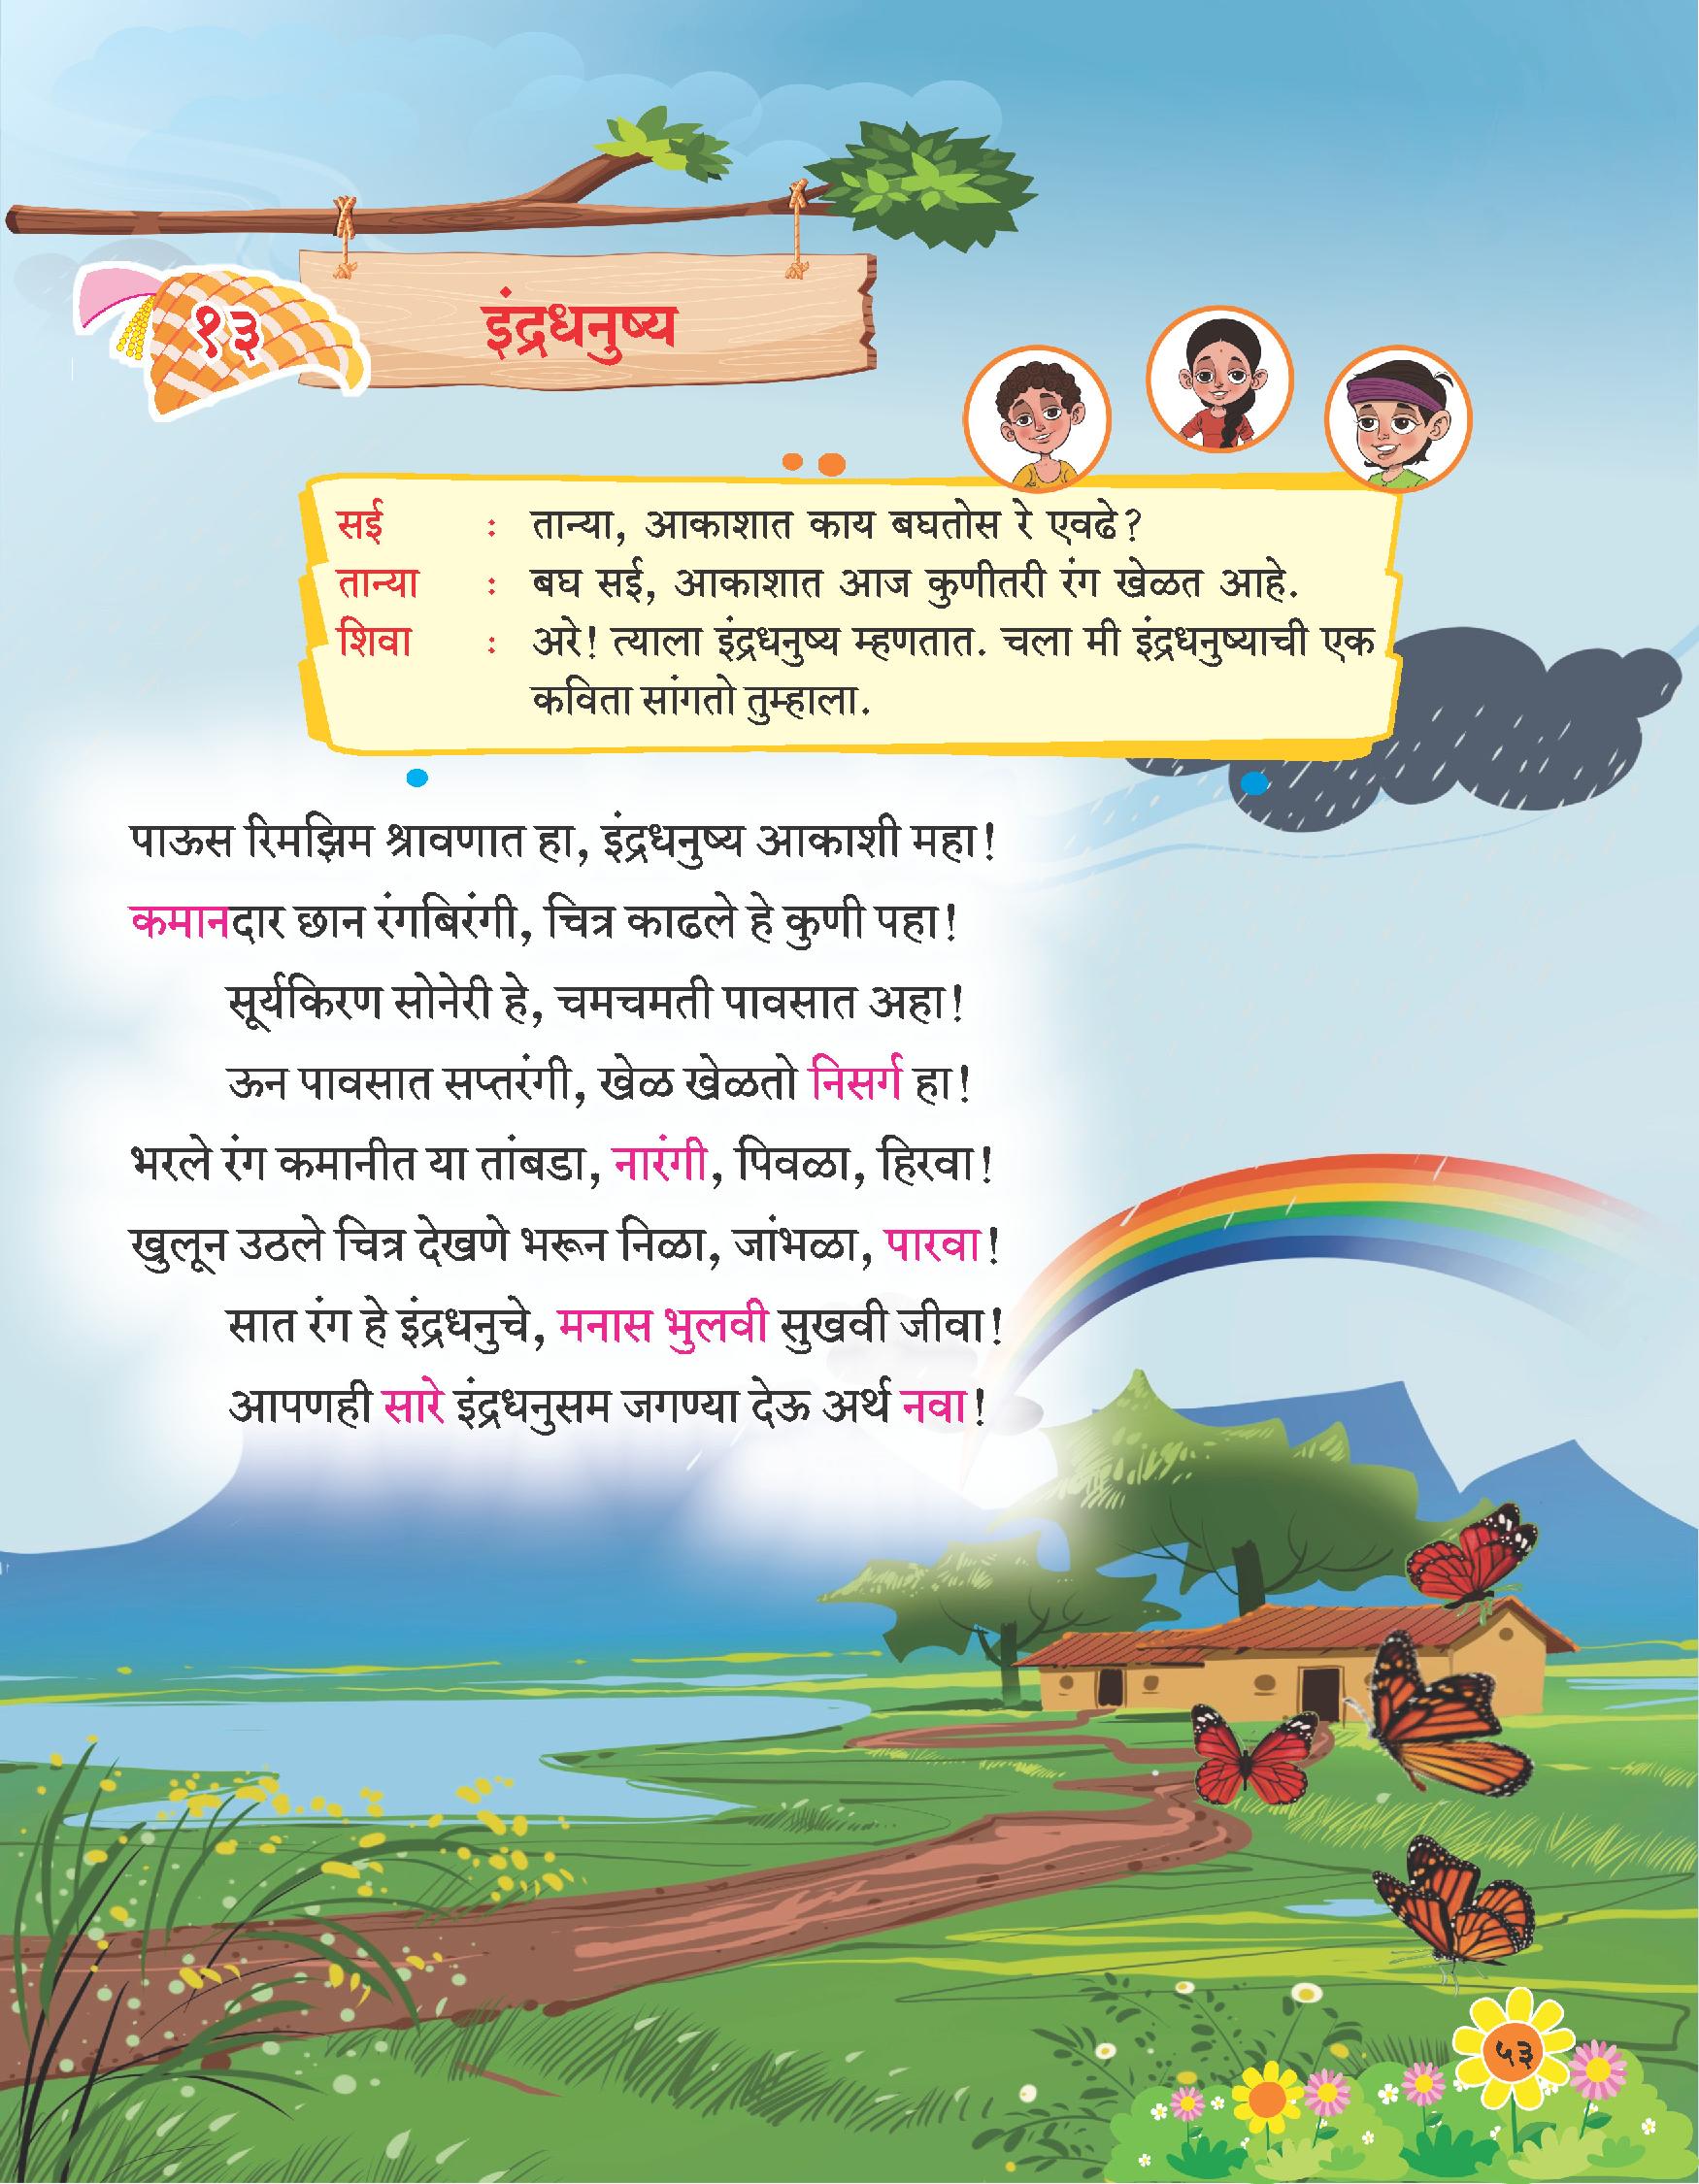 १३
इंद्रधनुष्य
सई : तान्या, आकाशात काय बघतोस रे एवढे?
तान्या : बघ सई, आकाशात आज कुणीतरी रंग खेळत आहे.
शिवा : अरे! त्याला इंद्रधनुष्य म्हणतात. चला मी इंद्रधनुष्याची एक
कविता सांगतो तुम्हाला.
पाऊस रिमझिम श्रावणात हा, इंद्रधनुष्य आकाशी महा!
कमानदार छान रंगबिरंगी, चित्र काढले हे कुणी पहा!
सूर्यकिरण सोनेरी हे, चमचमती पावसात अहा!
ऊन पावसात सप्तरंगी, खेळ खेळतो निसर्ग हा!
भरले रंग कमानीत या तांबडा, नारंगी, पिवळा, हिरवा!
खुलून उठले चित्र देखणे भरून निळा, जांभळा, पारवा!
सात रंग हे इंद्रधनुचे, मनास भुलवी सुखवी जीवा!
आपणही सारे इंद्रधनुसम जगण्या देऊ अर्थ नवा!
५३